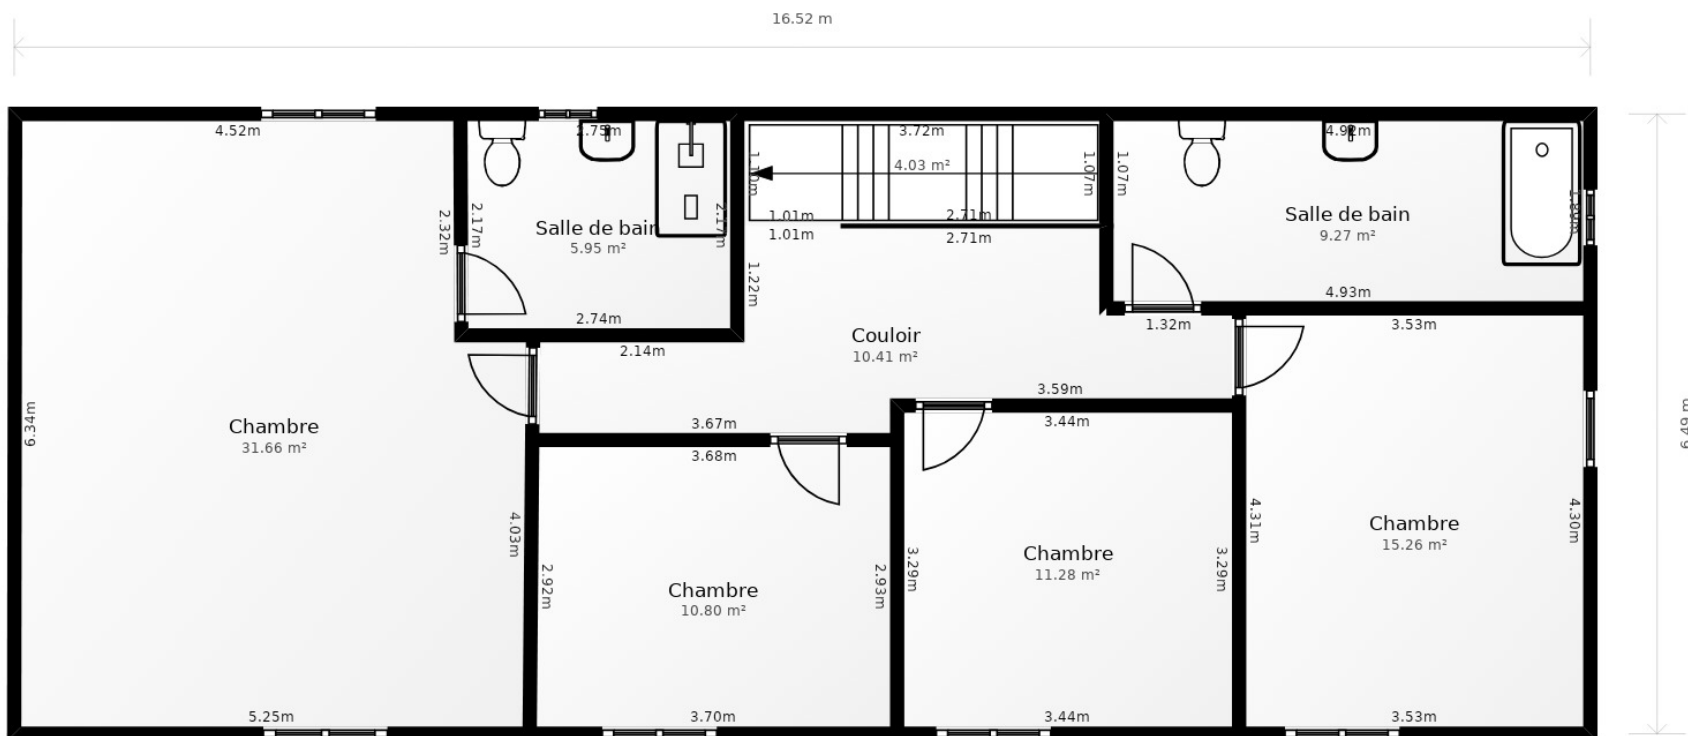 16.52 m
4.52m
2.75m
3.72m
4.92m
4.03 m²
1.07m
1.07m
2.32m
2.17m
2.17m
1.01m
2.71m
1.01m
2.71m
Salle de bain
5.95 m²
Salle de bain
9.27 m²
1.22m
4.93m
2.74m
1.32m
3.53m
Couloir
10.41 m²
2.14m
3.59m
6.34m
Chambre
31.66 m²
3.67m
3.44m
3.68m
4.03m
4.31m
4.30m
Chambre
15.26 m²
Chambre
11.28 m²
3.29m
3.29m
2.92m
2.93m
Chambre
10.80 m²
5.25m
3.70m
3.44m
3.53m